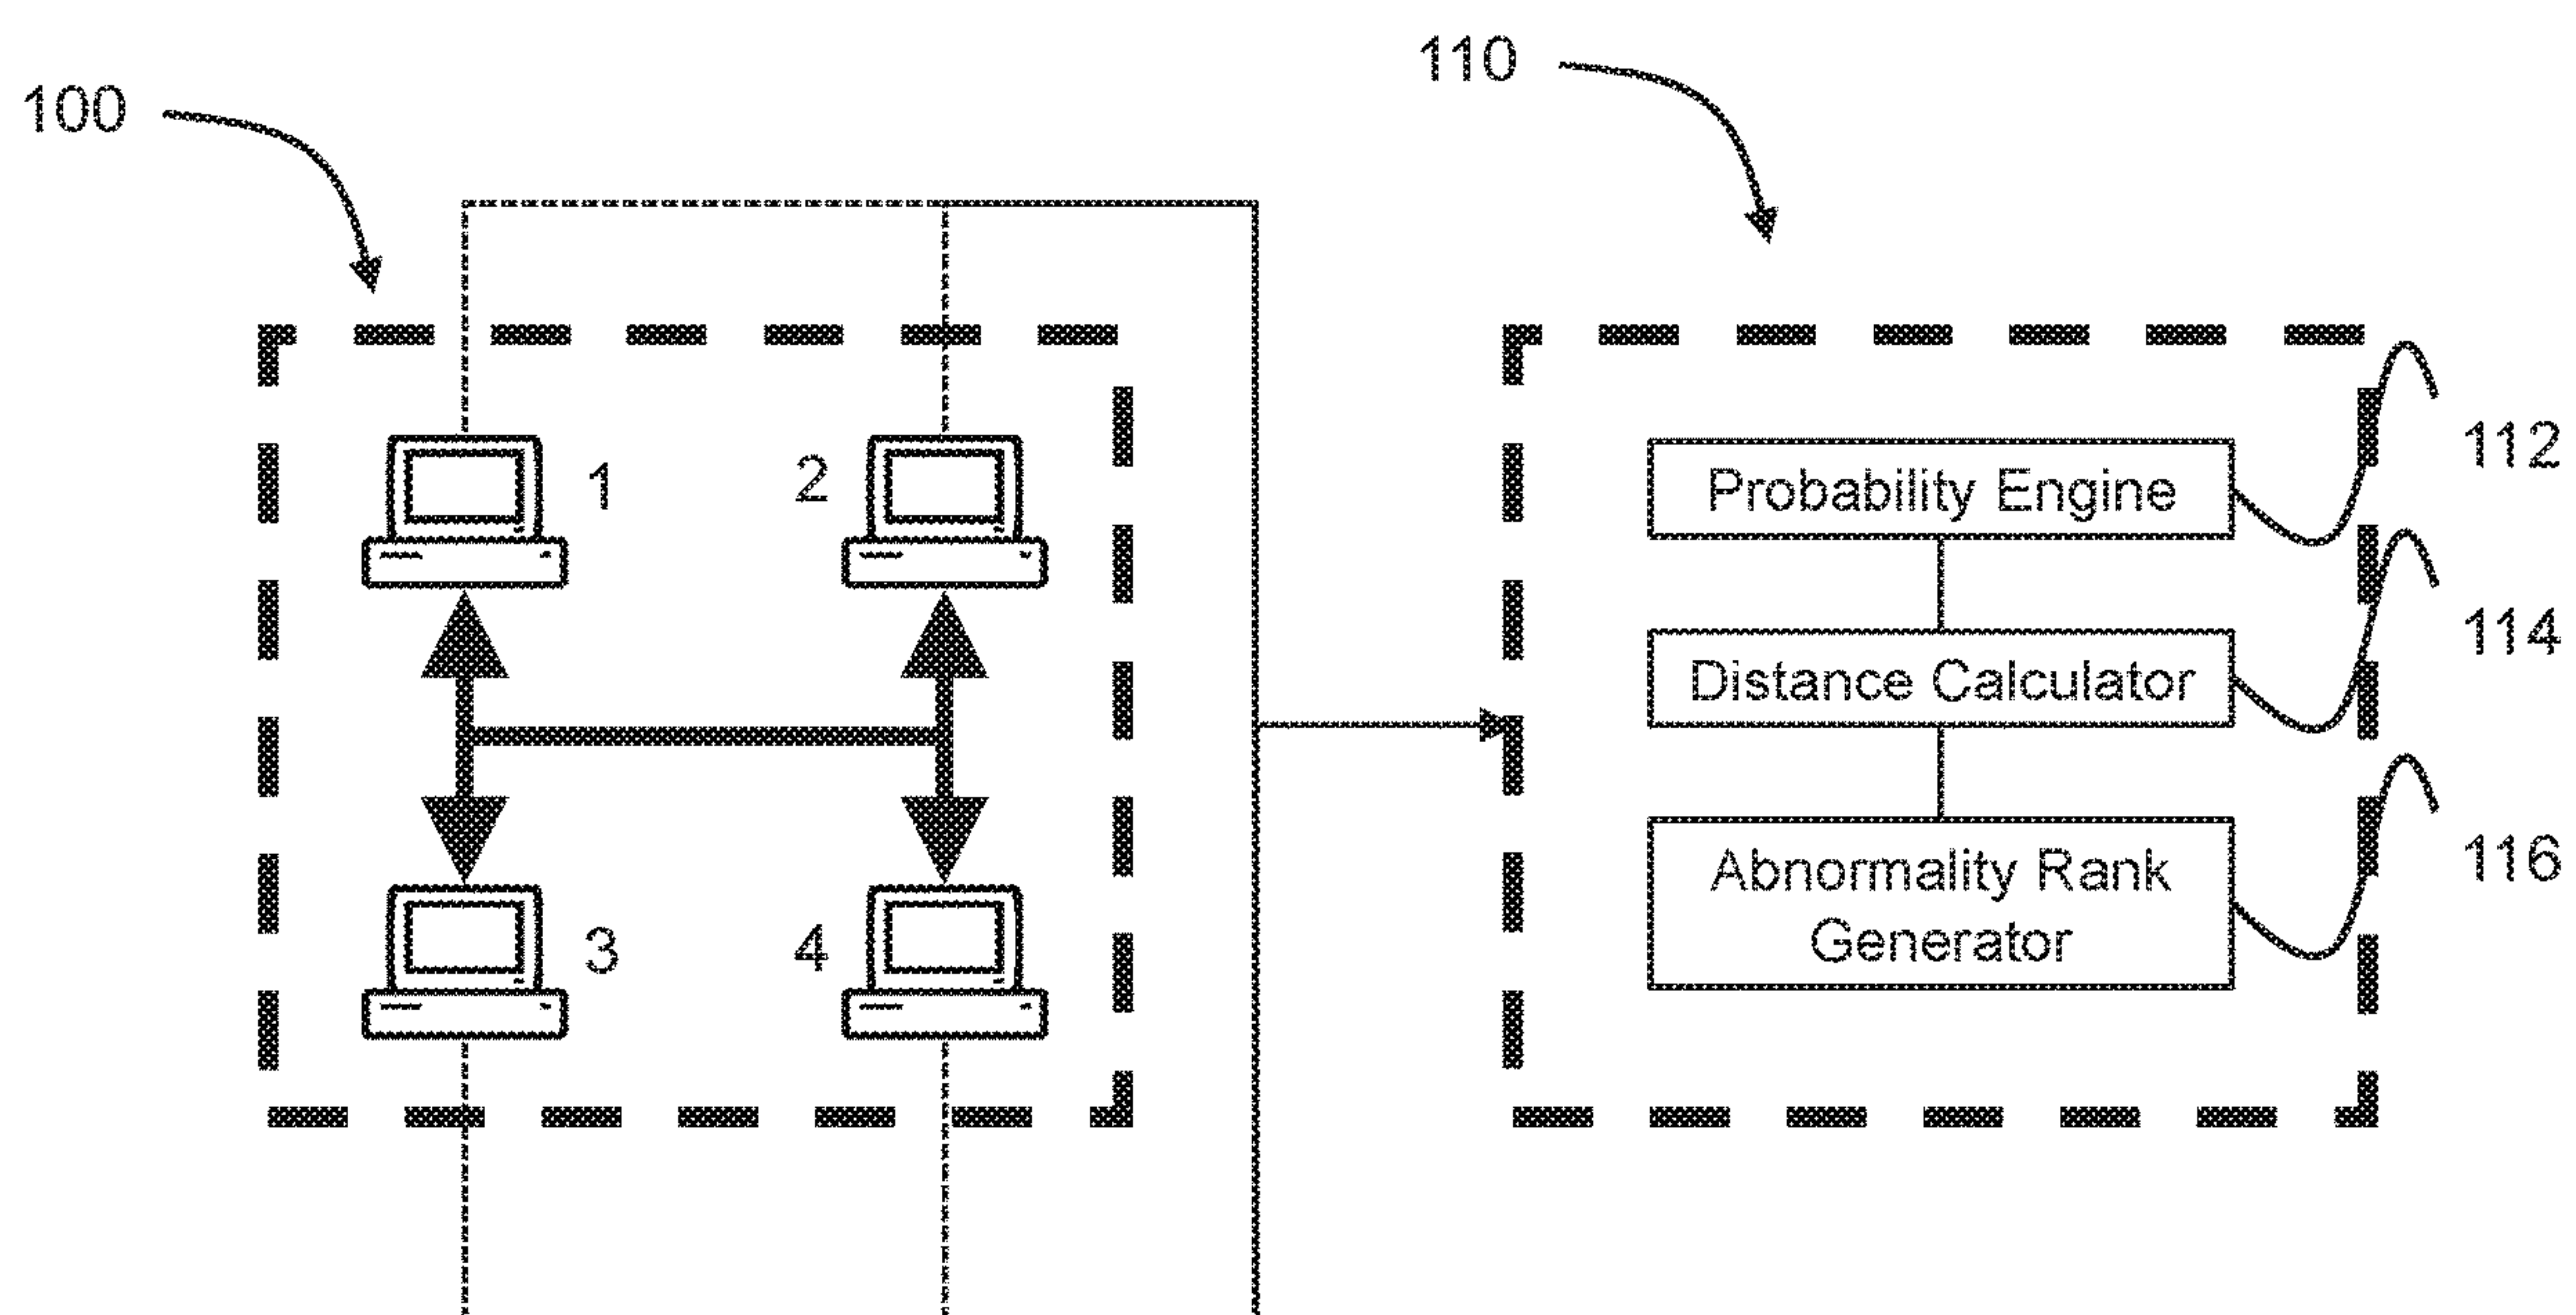 100
110
1
2
3
4
Probability Engine
112
Distance Calculator
114
Abnormality Rank
Generator
116